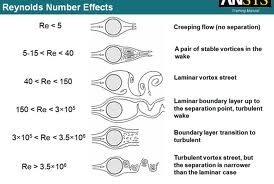 Reynolds Number Effects
ANSYS
Training Manual
Re < 5
Creeping flow (no separation)
5-15 < Re < 40
A pair of stable vortices in the
wake
40 < Re < 150
Laminar vortex street
150 < Re < 3×10⁵
Laminar boundary layer up to
the separation point, turbulent
wake
3×10⁵ < Re < 3.5×10⁶
Boundary layer transition to
turbulent
Re > 3.5×10⁶
Turbulent vortex street, but
the separation is narrower
than the laminar case